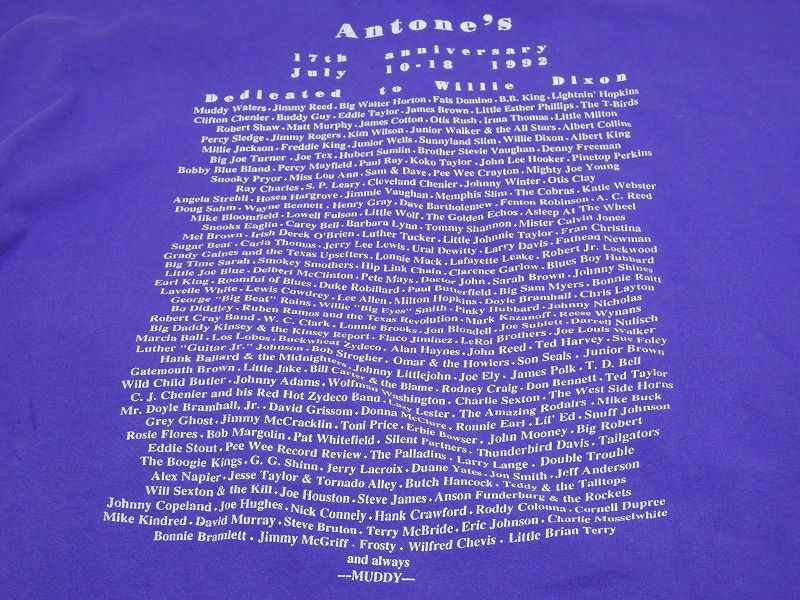 Antone's
17th anniversary
July 10-18 1992
Dedicated to Willie Dixon
Muddy Waters . Jimmy Reed . Big Walter Horton . Fats Domino . B.B. King . Lightnin' Hopkins
Clifton Chenier . Buddy Guy . Eddie Taylor . James Brown . Little Esther Phillips . The T-Birds
Robert Shaw . Matt Murphy . James Cotton . Otis Rush . Irma Thomas . Little Milton
Percy Sledge . Jimmy Rogers . Kim Wilson . Junior Walker & the All Stars . Albert Collins
Millie Jackson . Freddie King . Junior Wells . Sunnyland Slim . Willie Dixon . Albert King
Big Joe Turner . Joe Tex . Hubert Sumlin . Brother Stevie Vaughan . Denny Freeman
Bobby Blue Bland . Percy Mayfield . Paul Ray . Koko Taylor . John Lee Hooker . Pinetop Perkins
Snooky Pryor . Miss Lou Ann . Sam & Dave . Pee Wee Crayton . Mighty Joe Young
Ray Charles . S. P. Leary . Cleveland Chenier . Johnny Winter . Otis Clay
Angela Strehli . Hosea Hargrove . Jimmie Vaughan . Memphis Slim . The Cobras . Katie Webster
Doug Sahm . Wayne Bennett . Henry Gray . Dave Bartholemew . Fenton Robinson . A. C. Reed
Mike Bloomfield . Lowell Fulson . Little Wolf . The Golden Echos . Asleep At The Wheel
Snooks Eaglin . Carey Bell . Barbara Lynn . Tommy Shannon . Mister Calvin Jones
Mel Brown . Irish Derek O'Brien . Luther Tucker . Little Johnnie Taylor . Fran Christina
Sugar Bear . Carla Thomas . Jerry Lee Lewis . Ural Dewitty . Larry Davis . Fathead Newman
Grady Gaines and the Texas Upsetters . Lonnie Mack . Lafayette Leake . Robert Jr. Lockwood
Big Time Sarah . Smokey Smothers . Hip Link Chain . Clarence Garlow . Blues Boy Hubbard
Little Joe Blue . Delbert McClinton . Pete Mays . Doctor John . Sarah Brown . Johnny Shines
Earl King . Roomful of Blues . Duke Robillard . Paul Butterfield . Big Sam Myers . Bonnie Raitt
Lavelle White . Lewis Cowdrey . Lee Allen . Milton Hopkins . Doyle Bramhall . Chris Layton
George "Big Beat" Rains . Willie "Big Eyes" Smith . Pinky Hubbard . Johnny Nicholas
Bo Diddley . Ruben Ramos and the Texas Revolution . Mark Kazanoff . Reese Wynans
Robert Cray Band . W. C. Clark . Lonnie Brooks . Jon Blondell . Joe Sublett . Darrell Nulisch
Big Daddy Kinsey & the Kinsey Report . Flaco Jiminez . LeRoi Brothers . Joe Louis Walker
Marcia Ball . Los Lobos . Buckwheat Zydeco . Alan Haynes . John Reed . Ted Harvey . Sue Foley
Luther "Guitar Jr." Johnson . Bob Strogher . Omar & the Howlers . Son Seals . Junior Brown
Hank Ballard & the Midnighters . Johnny Littlejohn . Joe Ely . James Polk . T. D. Bell
Gatemouth Brown . Little Jake . Bill Carter & the Blame . Rodney Craig . Don Bennett . Ted Taylor
Wild Child Butler . Johnny Adams . Wolfman Washington . Charlie Sexton . The West Side Horns
C. J. Chenier and his Red Hot Zydeco Band . Lazy Lester . The Amazing Rodairs . Mike Buck
Mr. Doyle Bramhall, Jr. . David Grissom . Donna McClure . Ronnie Earl . Lil' Ed . Snuff Johnson
Grey Ghost . Jimmy McCracklin . Toni Price . Erbie Bowser . John Mooney . Big Robert
Rosie Flores . Bob Margolin . Pat Whitefield . Silent Partners . Thunderbird Davis . Tailgators
Eddie Stout . Pee Wee Record Review . The Palladins . Larry Lange . Double Trouble
The Boogie Kings . G. G. Shinn . Jerry Lacroix . Duane Yates . Jon Smith . Jeff Anderson
Alex Napier . Jesse Taylor & Tornado Alley . Butch Hancock . Teddy & the Talltops
Will Sexton & the Kill . Joe Houston . Steve James . Anson Funderburg & the Rockets
Johnny Copeland . Joe Hughes . Nick Connely . Hank Crawford . Roddy Colonna . Cornell Dupree
Mike Kindred . David Murray . Steve Bruton . Terry McBride . Eric Johnson . Charlie Musselwhite
Bonnie Bramlett . Jimmy McGriff . Frosty . Wilfred Chevis . Little Brian Terry
and always
---MUDDY---